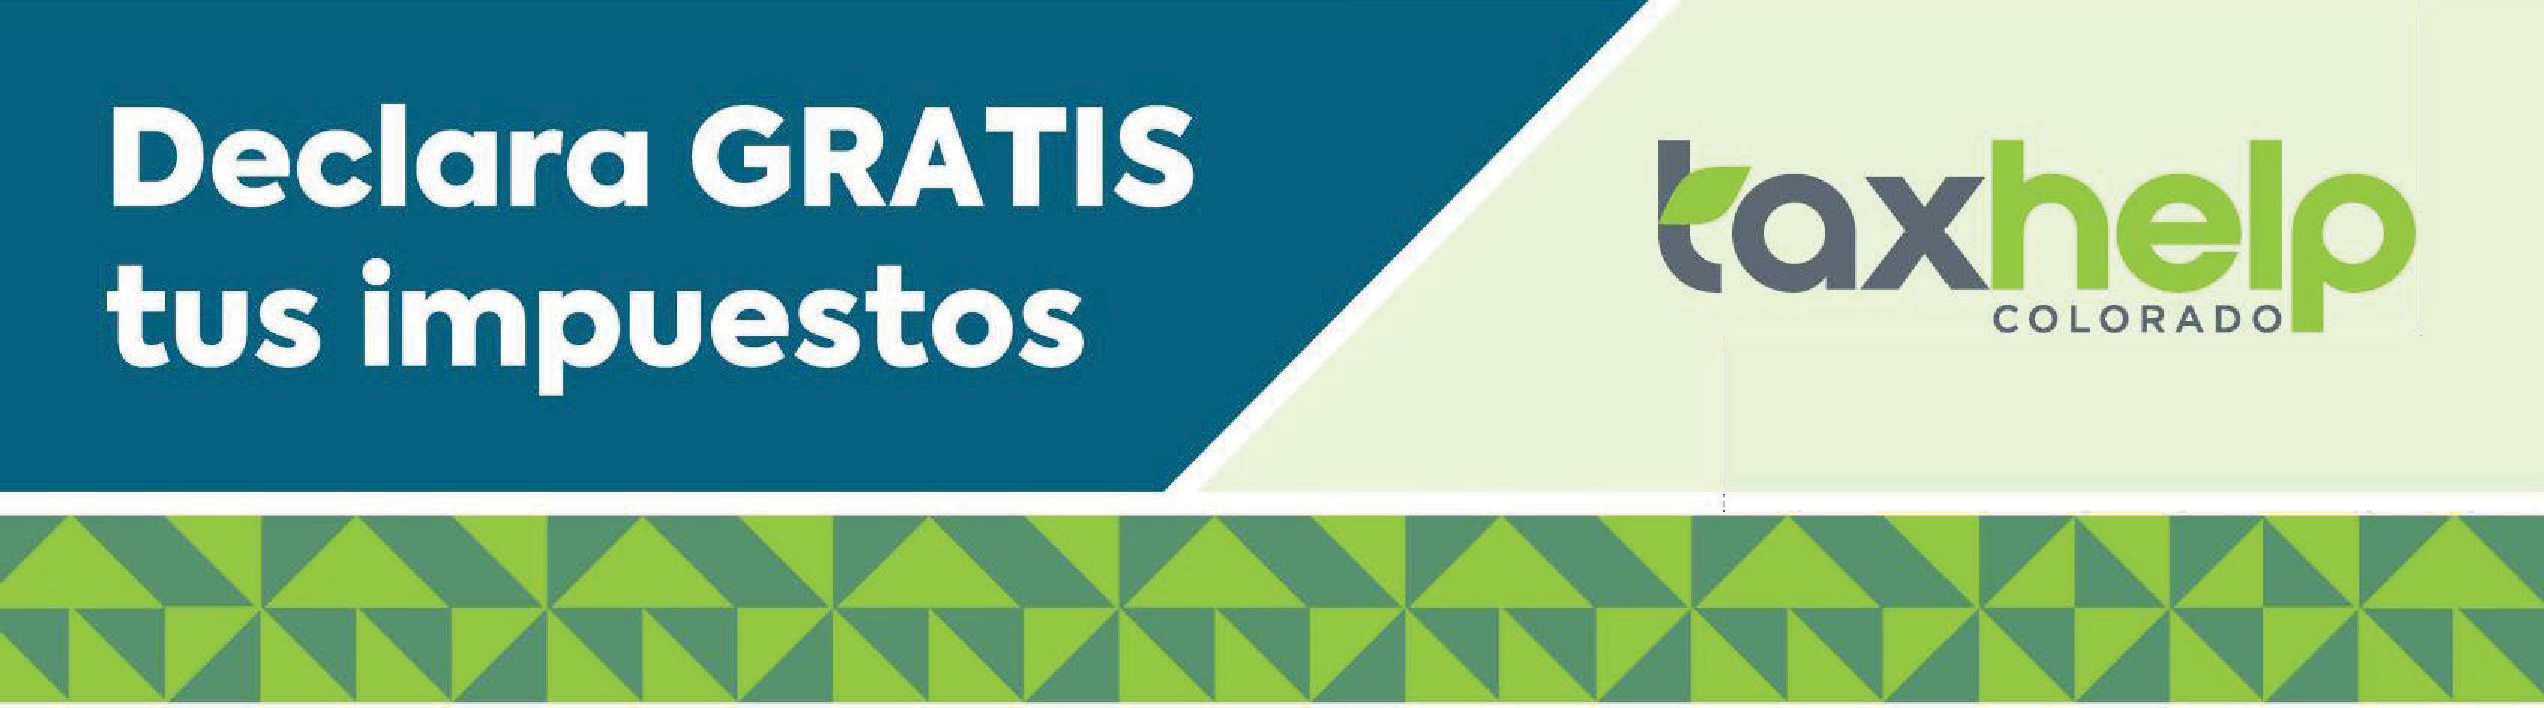 Declara GRATIS
tus impuestos
taxhelp
COLORADO